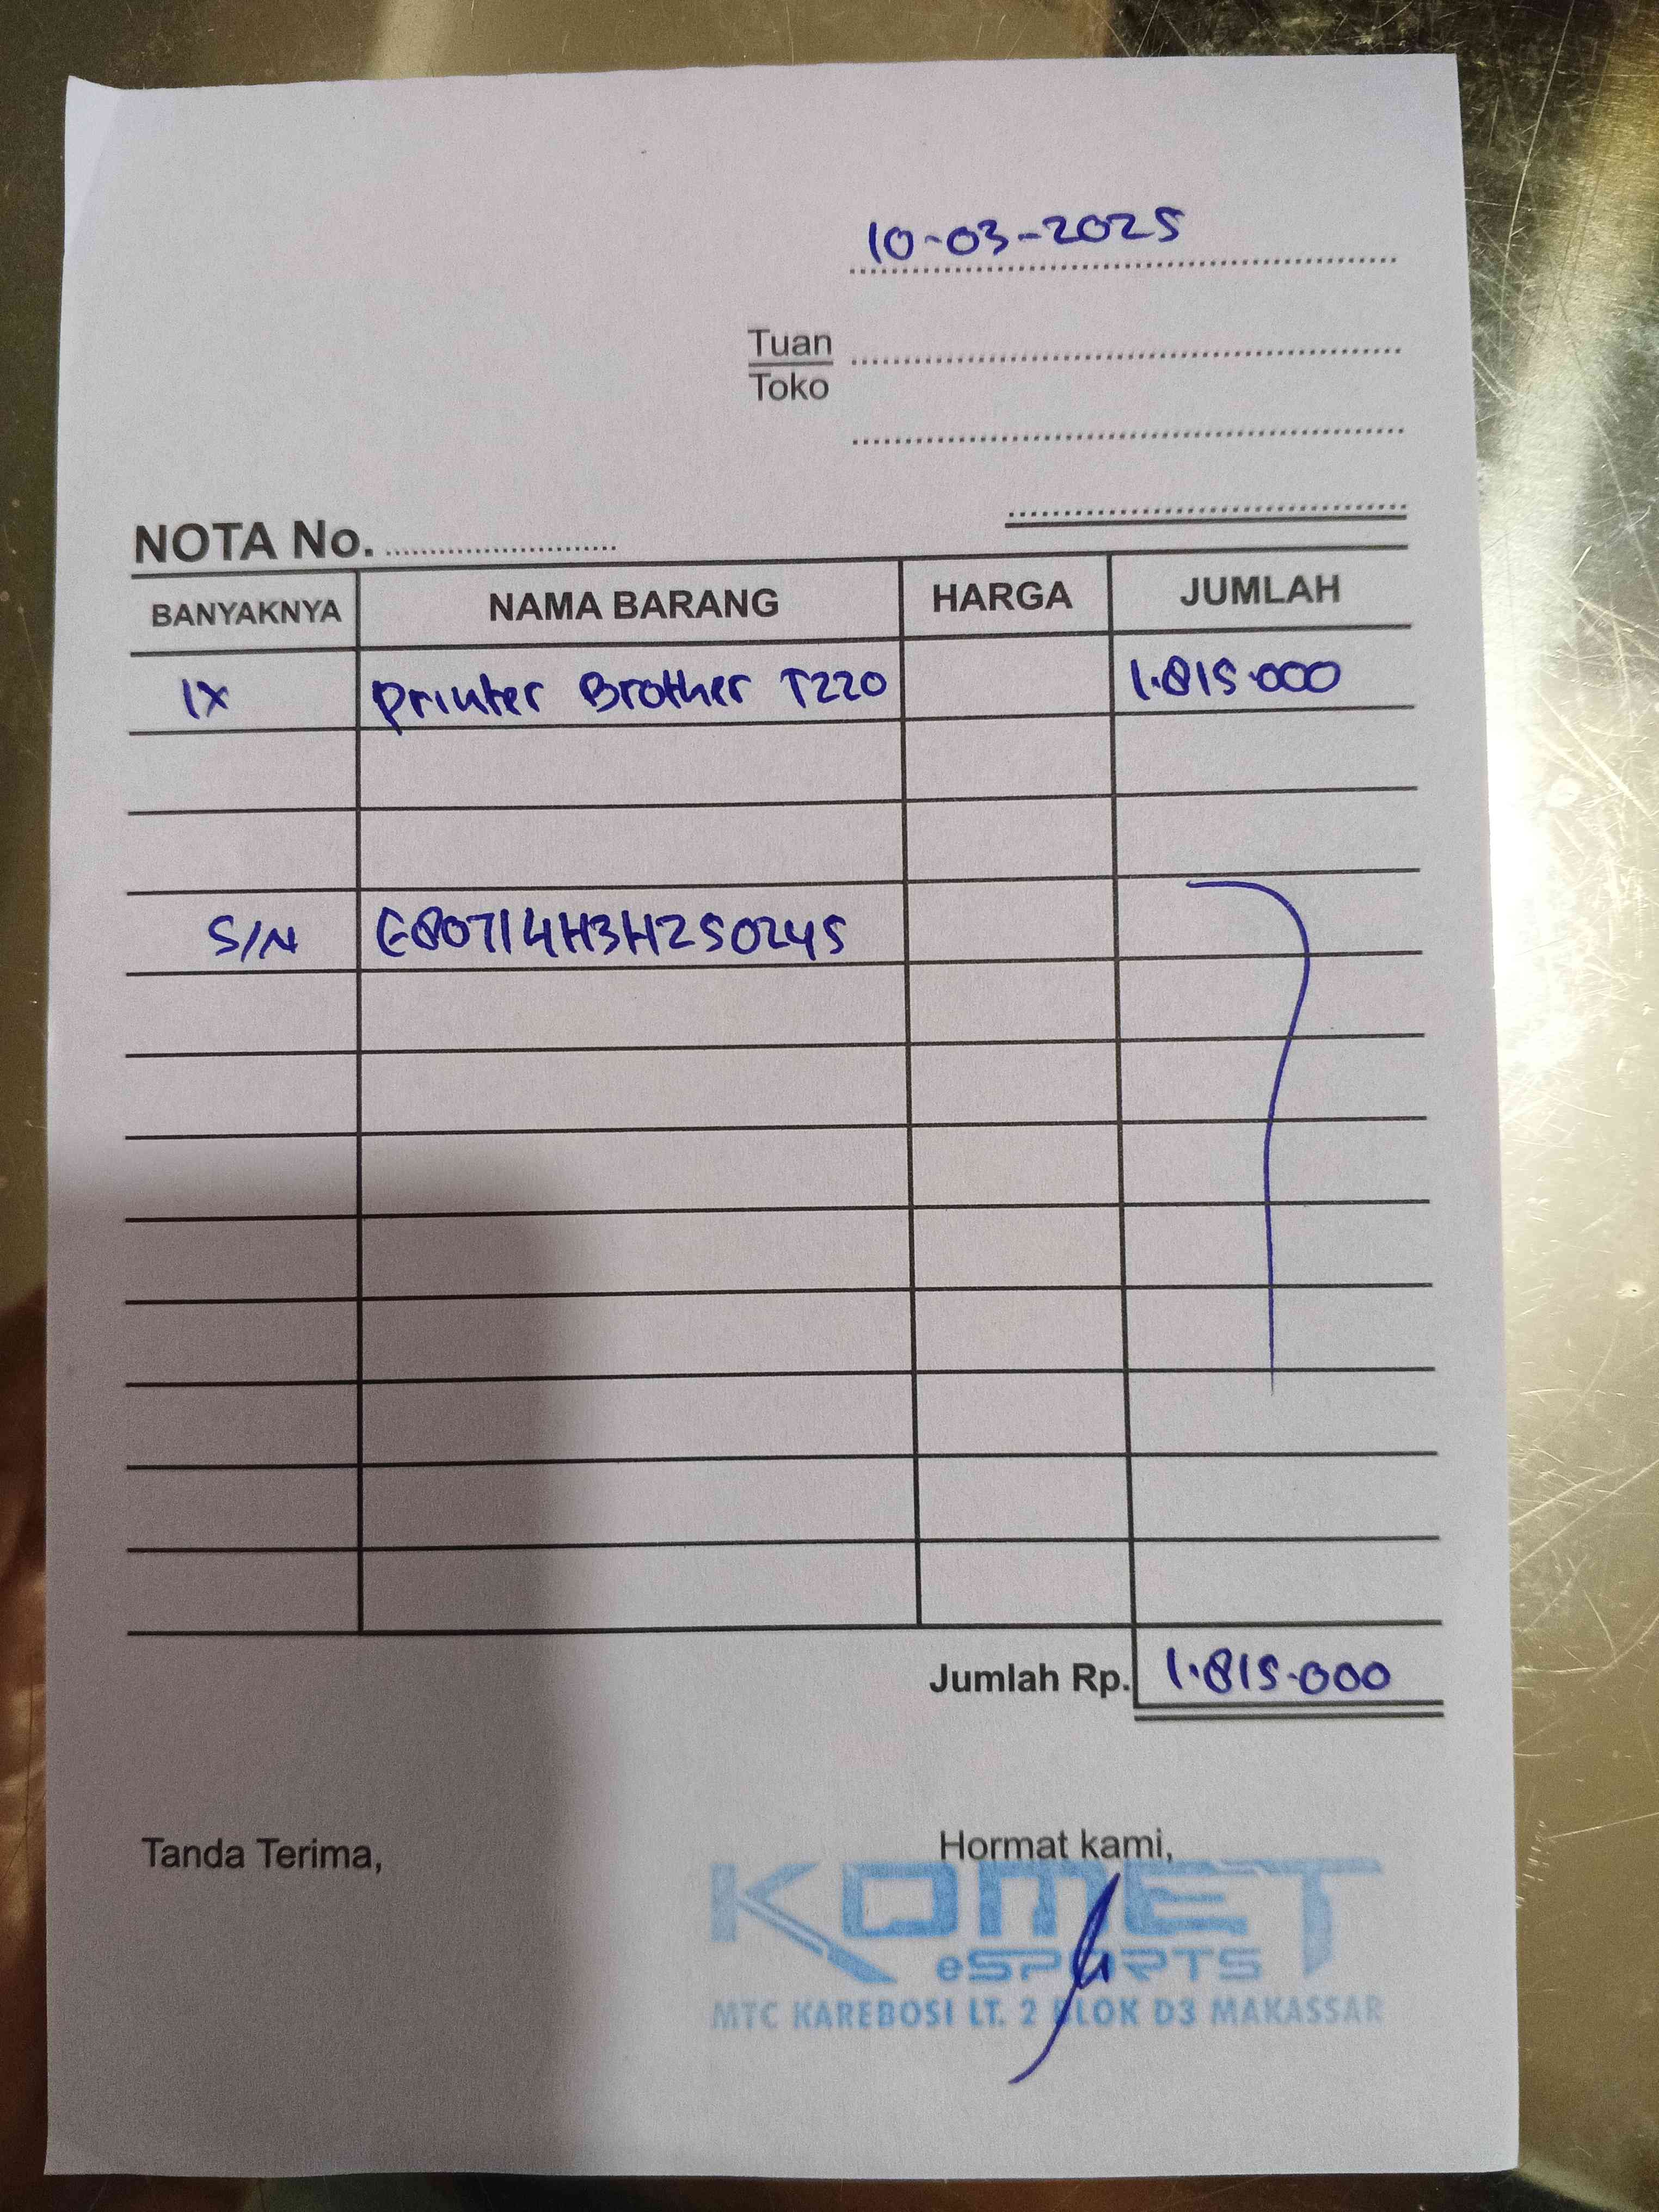 10-03-2025
Tuan
Toko
NOTA No.
BANYAKNYA NAMA BARANG HARGA JUMLAH
1x Printer Brother T220 1.815.000
S/N E80714H3H250245
Jumlah Rp. 1.815.000
Tanda Terima, Hormat kami,
KOMET
eSPORTS
MTC KAREBOSI LT. 2 BLOK D3 MAKASSAR